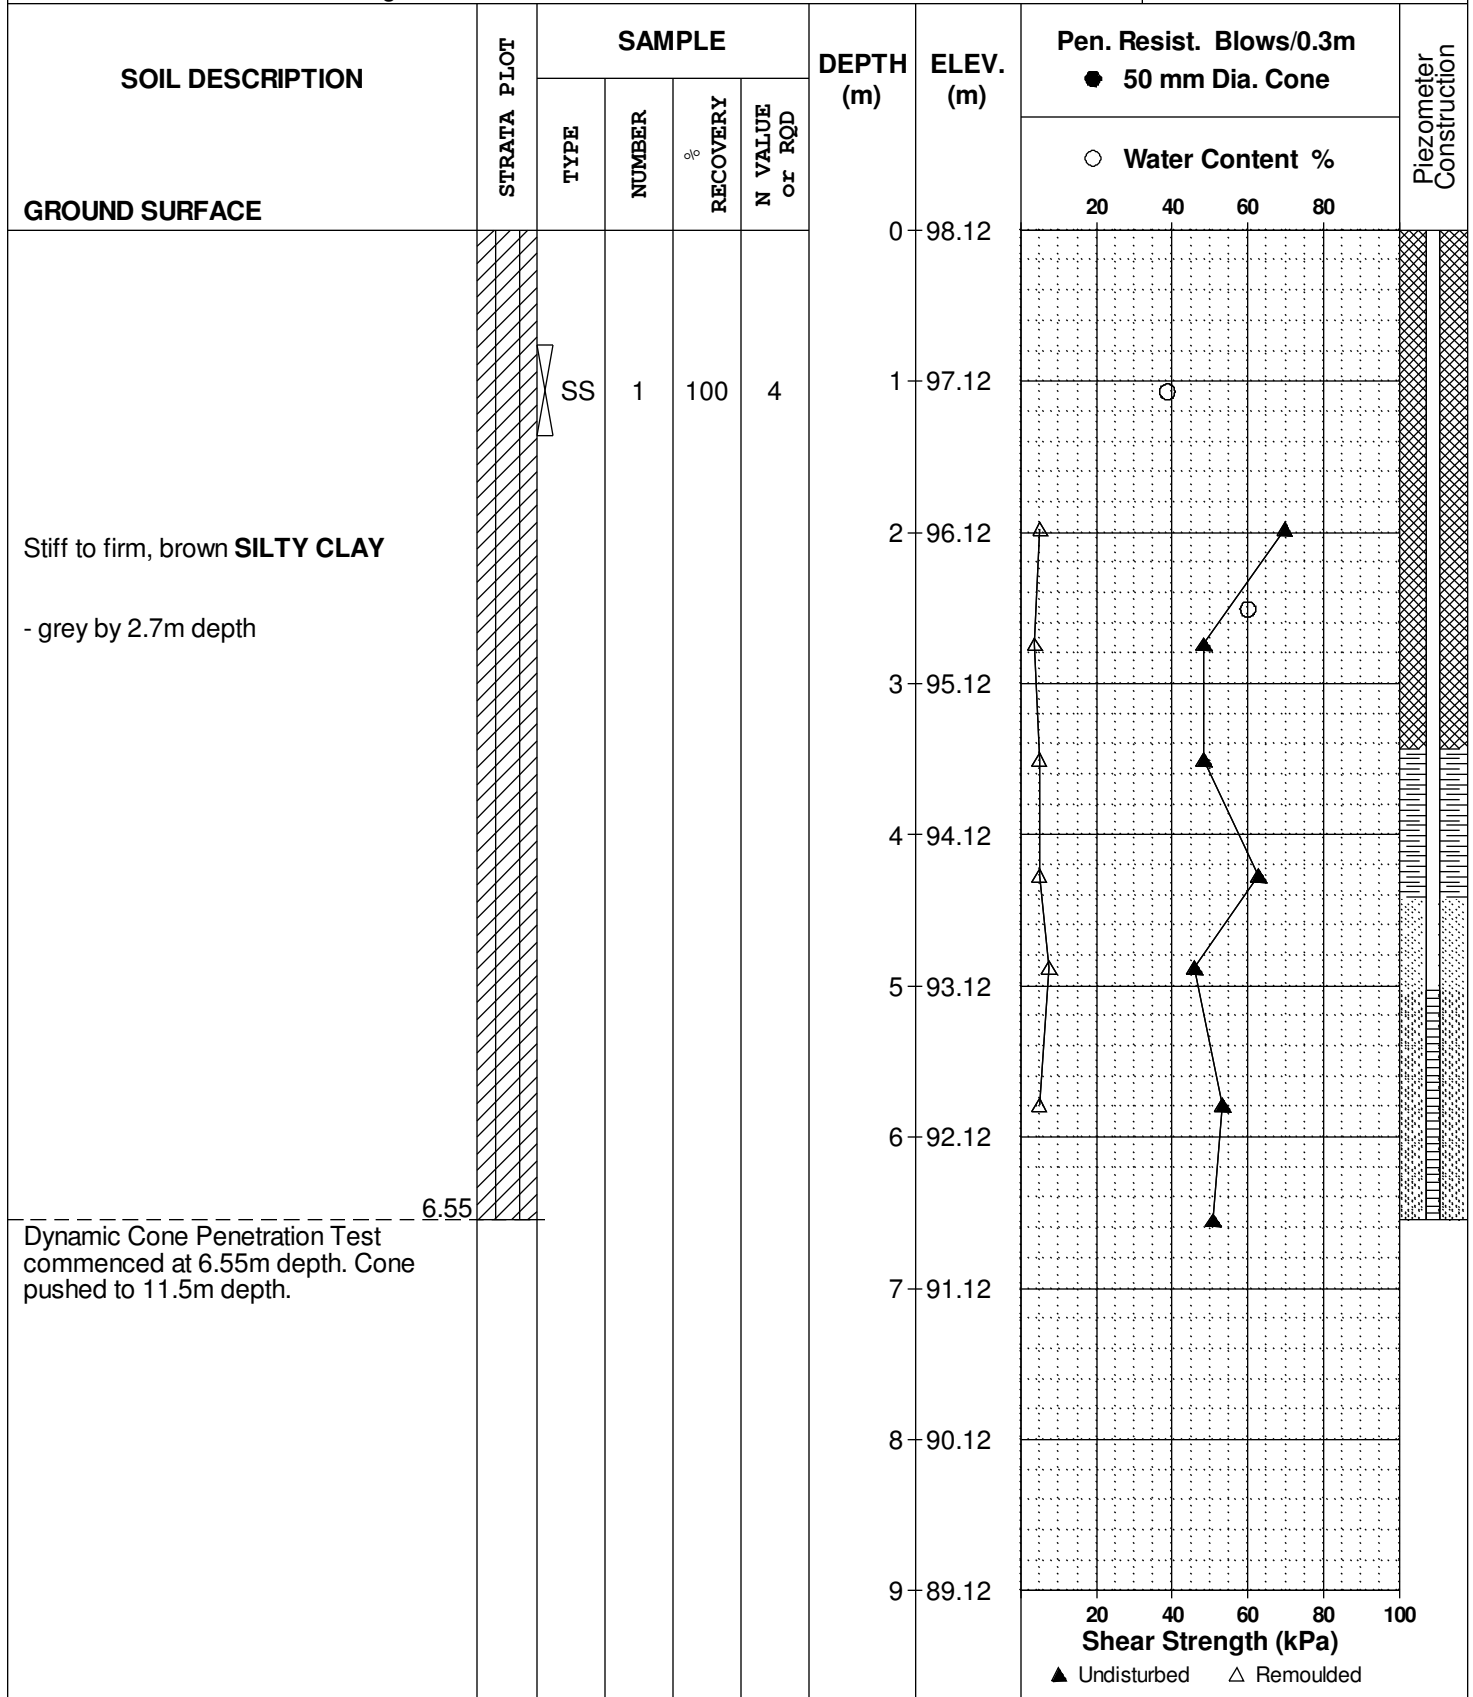 SOIL DESCRIPTION
GROUND SURFACE
STRATA PLOT
SAMPLE
TYPE
NUMBER
%
RECOVERY
N VALUE
or RQD
DEPTH
(m)
ELEV.
(m)
Pen. Resist. Blows/0.3m
● 50 mm Dia. Cone
○ Water Content %
20 40 60 80
Piezometer
Construction
0 98.12
SS 1 100 4
1 97.12
Stiff to firm, brown SILTY CLAY
2 96.12
- grey by 2.7m depth
3 95.12
4 94.12
5 93.12
6 92.12
6.55
Dynamic Cone Penetration Test
commenced at 6.55m depth. Cone
pushed to 11.5m depth.
7 91.12
8 90.12
9 89.12
20 40 60 80 100
Shear Strength (kPa)
▲ Undisturbed △ Remoulded